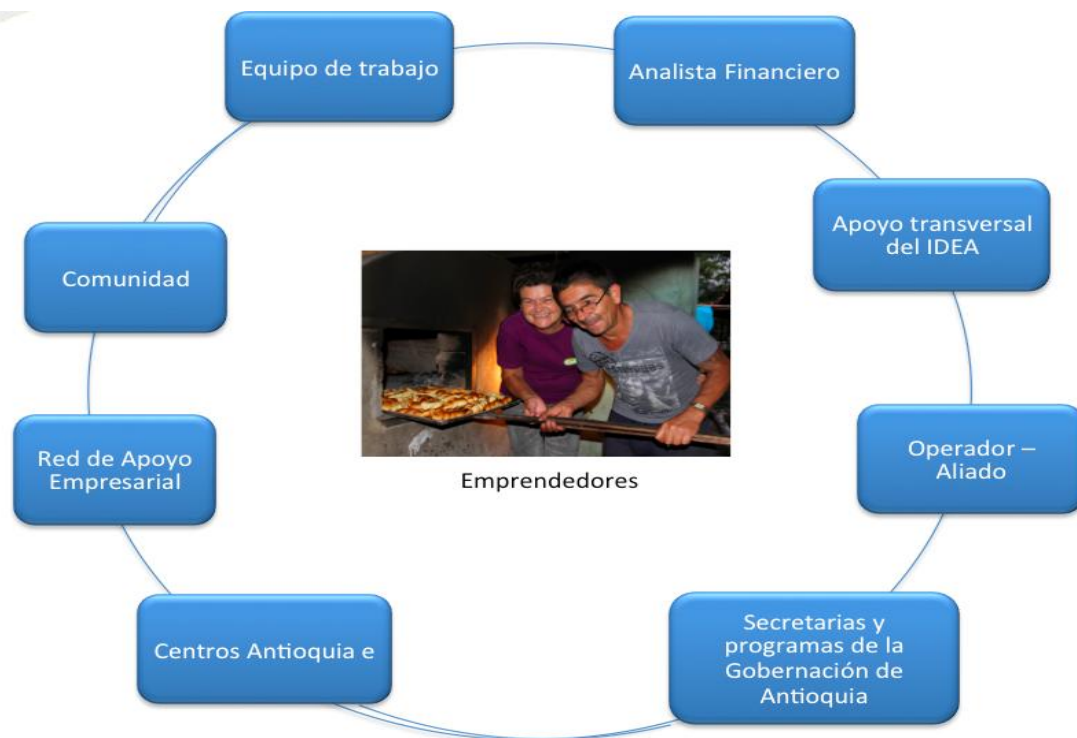 Equipo de trabajo
Analista Financiero
Apoyo transversal
del IDEA
Operador –
Aliado
Secretarias y
programas de la
Gobernación de
Antioquia
Centros Antioquia e
Red de Apoyo
Empresarial
Comunidad
Emprendedores